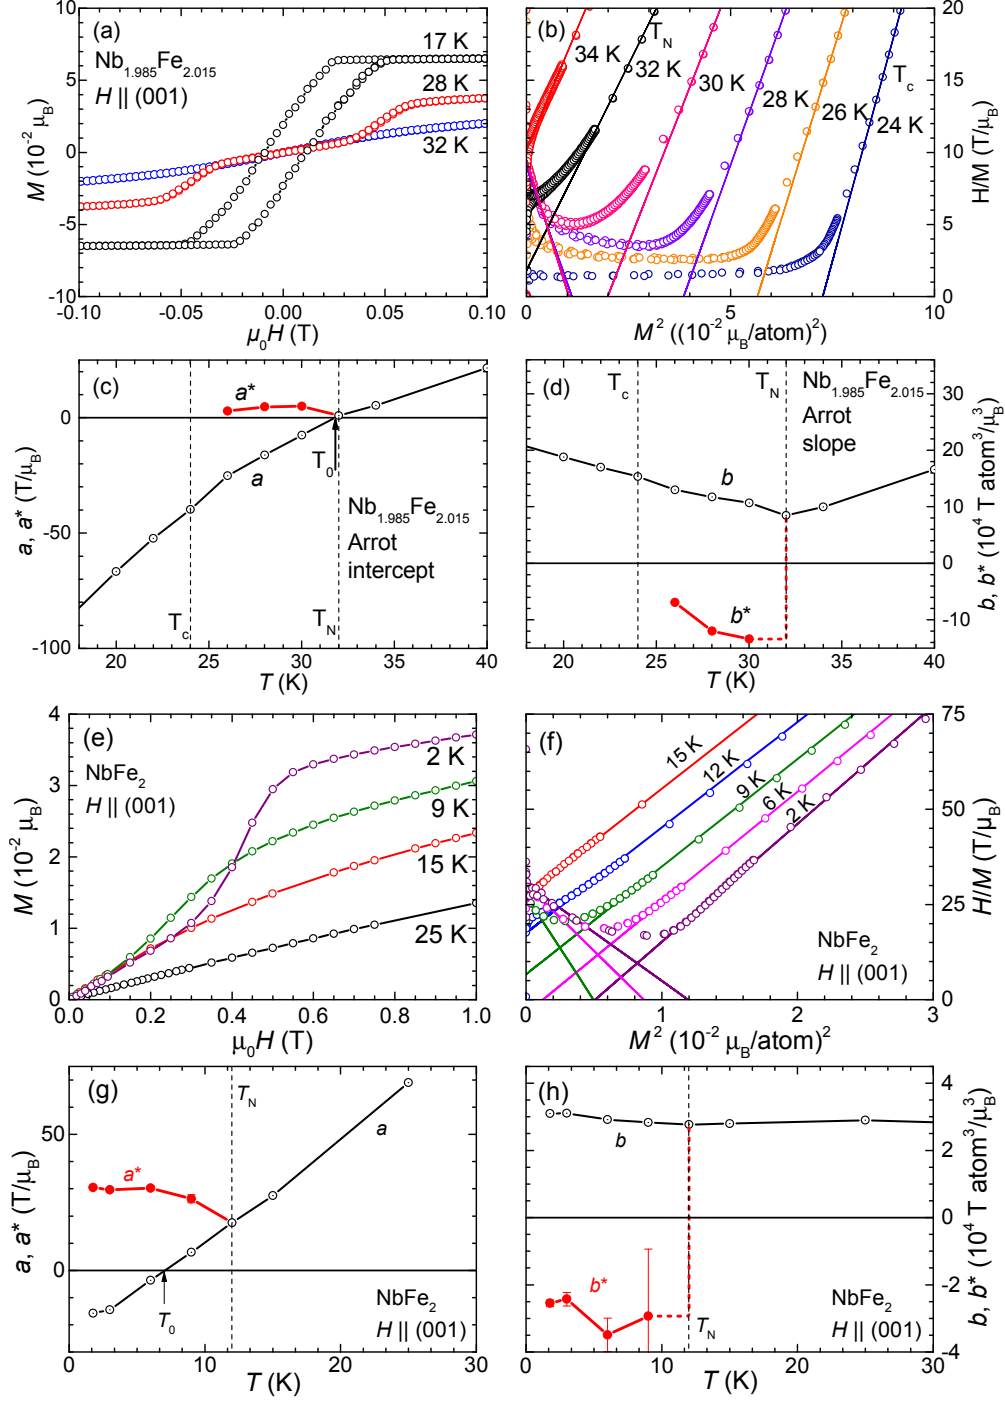 (a)
Nb1.985Fe2.015
H || (001)
17 K
28 K
32 K
M (10-2 μB)
10
5
0
-5
-10
-0.10
-0.05
0.00
0.05
0.10
μ0H (T)
(b)
TN
34 K
32 K
30 K
28 K
26 K
Tc
24 K
H/M (T/μB)
20
15
10
5
0
0
5
10
M2 ((10-2 μB/atom)2)
(c)
a*
a
T0
Nb1.985Fe2.015
Arrot
intercept
Tc
TN
a, a* (T/μB)
0
-50
-100
20
25
30
35
40
T (K)
(d)
Tc
TN
Nb1.985Fe2.015
Arrot
slope
b
b*
b, b* (104 T atom3/μB3)
30
20
10
0
-10
20
25
30
35
40
T (K)
(e)
NbFe2
H || (001)
2 K
9 K
15 K
25 K
M (10-2 μB)
4
3
2
1
0
0.0
0.2
0.4
0.6
0.8
1.0
μ0H (T)
(f)
15 K
12 K
9 K
6 K
2 K
NbFe2
H || (001)
H/M (T/μB)
75
50
25
0
0
1
2
3
M2 (10-2 μB/atom)2
(g)
TN
a
a*
T0
NbFe2
H || (001)
a, a* (T/μB)
50
0
0
5
10
15
20
25
30
T (K)
(h)
b
b*
TN
NbFe2
H || (001)
b, b* (104 T atom3/μB3)
4
2
0
-2
-4
0
5
10
15
20
25
30
T (K)